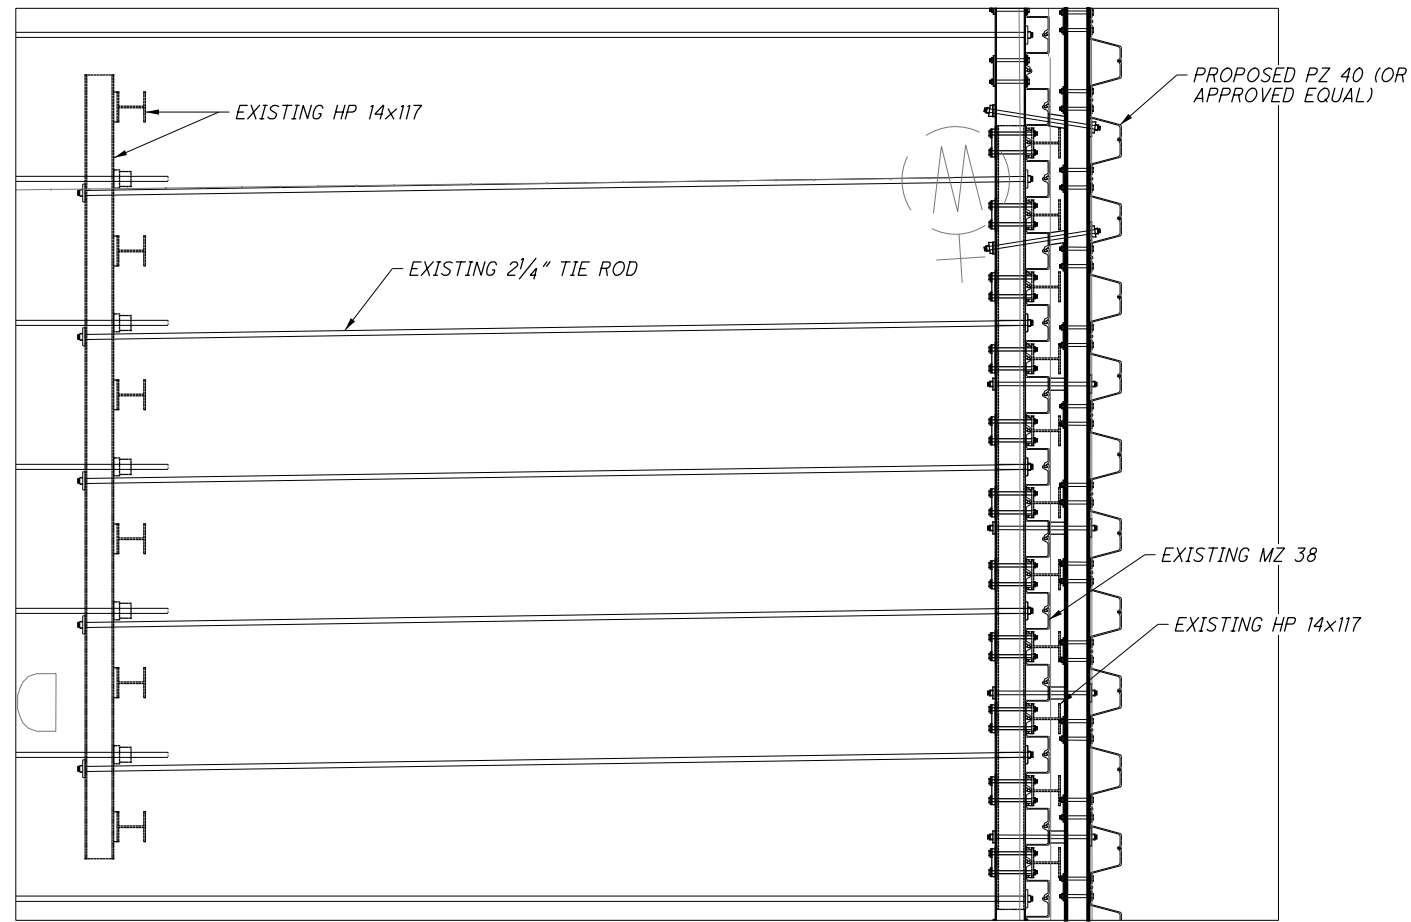 PROPOSED PZ 40 (OR
APPROVED EQUAL)
EXISTING HP 14x117
EXISTING 2¼" TIE ROD
EXISTING MZ 38
EXISTING HP 14x117